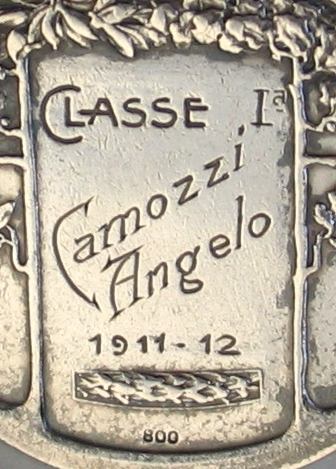 CLASSE Iª
Camozzi
Angelo
1911-12
800